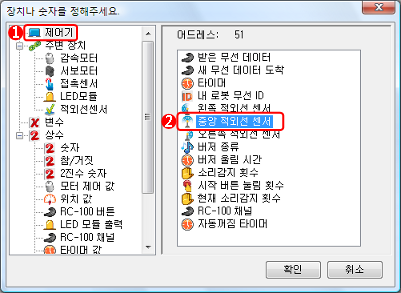 장치나 숫자를 정해주세요.
1 제어기
주변 장치
감속모터
서보모터
접촉센서
LED모듈
적외선센서
변수
상수
숫자
참/거짓
2진수 숫자
모터 제어 값
위치 값
RC-100 버튼
LED 모듈 출력
RC-100 채널
타이머 값
어드레스: 51
받은 무선 데이터
새 무선 데이터 도착
타이머
내 로봇 무선 ID
왼쪽 적외선 센서
2 중앙 적외선 센서
오른쪽 적외선 센서
버저 종류
버저 울림 시간
소리감지 횟수
시작 버튼 눌림 횟수
현재 소리감지 횟수
RC-100 채널
자동꺼짐 타이머
확인
취소